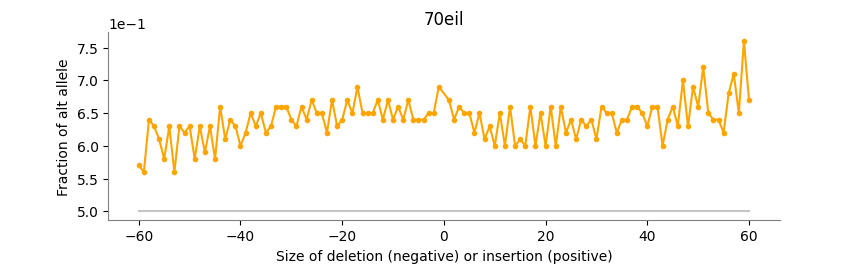 70eil
1e−1
Fraction of alt allele
7.5
7.0
6.5
6.0
5.5
5.0
−60 −40 −20 0 20 40 60
Size of deletion (negative) or insertion (positive)